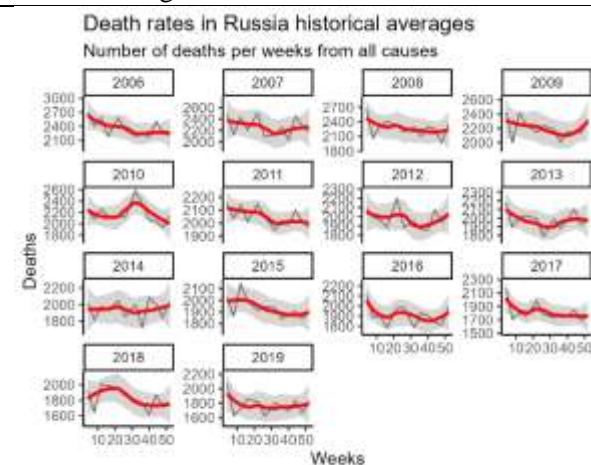 Death rates in Russia historical averages
Number of deaths per weeks from all causes
2006 2007 2008 2009
3000 2700 2400 2100
2600 2400 2200 2000
2700 2400 2100 1800
2600 2400 2200 2000
2010 2011 2012 2013
2600 2400 2200 2000 1800
2200 2100 2000 1900
2300 2200 2100 2000 1900 1800
2300 2200 2100 2000 1900 1800
Deaths
2014 2015 2016 2017
2200 2000 1800
2100 2000 1900 1800
2200 2100 2000 1900 1800
2300 2100 1900 1700 1500
10 20 30 40 50
10 20 30 40 50
2018 2019
2000 1800 1600
2200 2000 1800 1600
10 20 30 40 50
10 20 30 40 50
Weeks